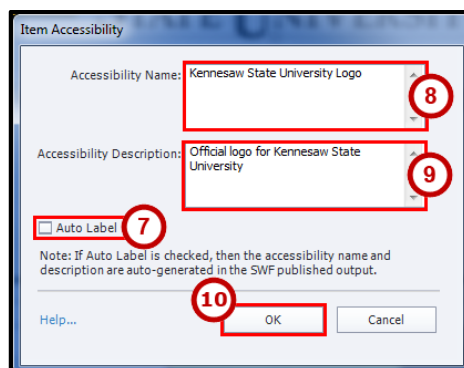 STATE UNIVERSIT
Item Accessibility
Accessibility Name: Kennesaw State University Logo
8
Accessibility Description: Official logo for Kennesaw State
University
9
Auto Label
7
Note: If Auto Label is checked, then the accessibility name and
description are auto-generated in the SWF published output.
10
Help...
OK
Cancel